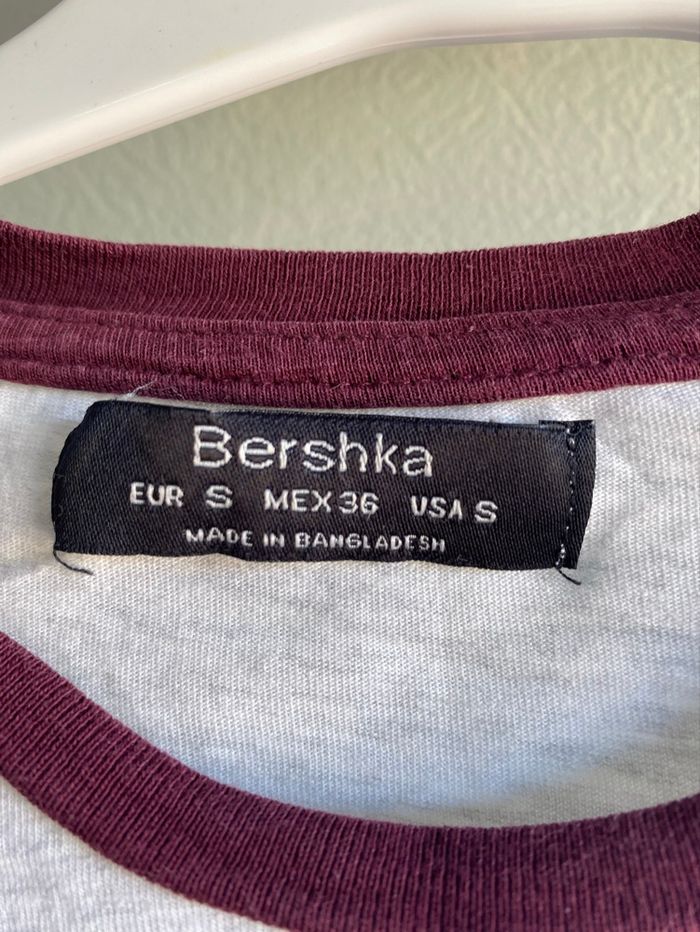 Bershka
EUR S MEX 36 USA S
MADE IN BANGLADESH